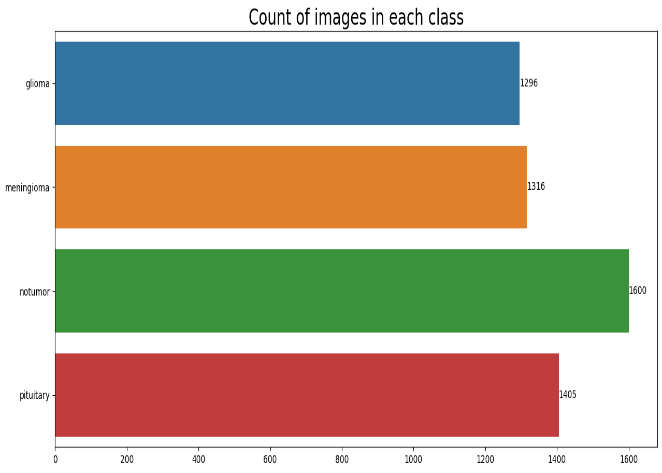 Count of images in each class
glioma
1296
meningioma
1316
notumor
1600
pituitary
1405
0 200 400 600 800 1000 1200 1400 1600